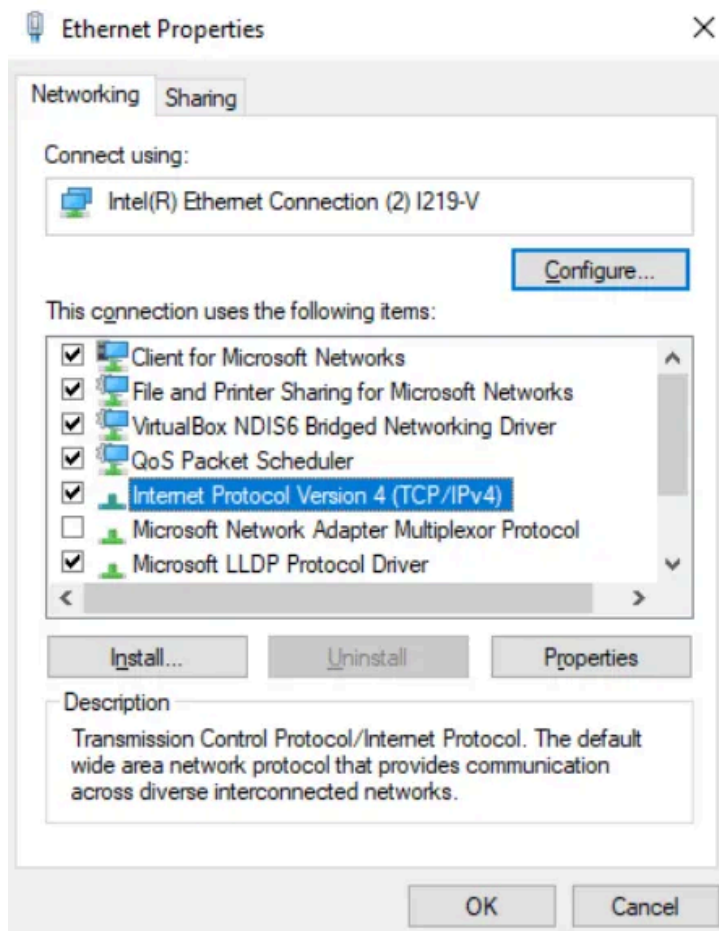 Ethernet Properties
Networking Sharing
Connect using:
Intel(R) Ethernet Connection (2) I219-V
Configure...
This connection uses the following items:
Client for Microsoft Networks
File and Printer Sharing for Microsoft Networks
VirtualBox NDIS6 Bridged Networking Driver
QoS Packet Scheduler
Internet Protocol Version 4 (TCP/IPv4)
Microsoft Network Adapter Multiplexor Protocol
Microsoft LLDP Protocol Driver
Install... Uninstall Properties
Description
Transmission Control Protocol/Internet Protocol. The default
wide area network protocol that provides communication
across diverse interconnected networks.
OK Cancel